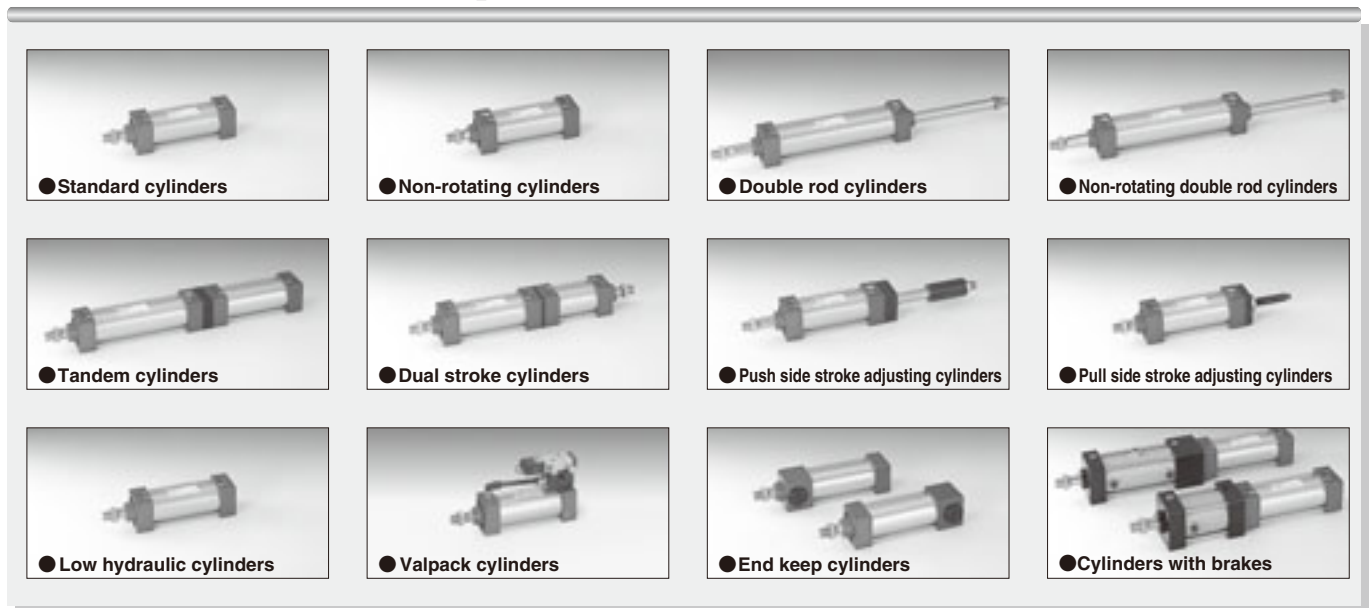 ●Standard cylinders
●Non-rotating cylinders
●Double rod cylinders
●Non-rotating double rod cylinders
●Tandem cylinders
●Dual stroke cylinders
●Push side stroke adjusting cylinders
●Pull side stroke adjusting cylinders
●Low hydraulic cylinders
●Valpack cylinders
●End keep cylinders
●Cylinders with brakes